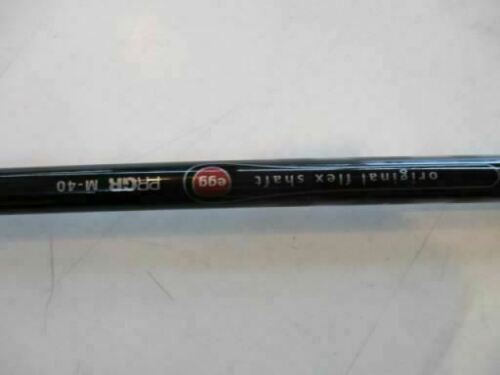 original flex shaft
egg
PRGR M-40